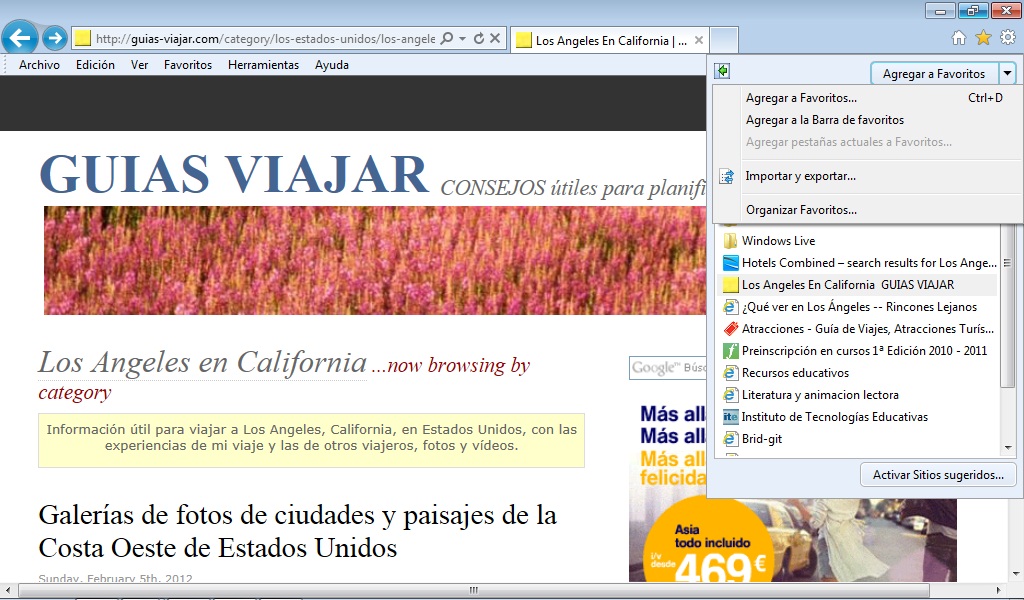 http://guias-viajar.com/category/los-estados-unidos/los-angele
Los Angeles En California | ...
Archivo Edición Ver Favoritos Herramientas Ayuda
Agregar a Favoritos
Agregar a Favoritos... Ctrl+D
Agregar a la Barra de favoritos
Agregar pestañas actuales a Favoritos...
Importar y exportar...
Organizar Favoritos...
Windows Live
Hotels Combined – search results for Los Ange...
Los Angeles En California GUIAS VIAJAR
¿Qué ver en Los Ángeles -- Rincones Lejanos
Atracciones - Guía de Viajes, Atracciones Turís...
Preinscripción en cursos 1ª Edición 2010 - 2011
Recursos educativos
Literatura y animacion lectora
ite Instituto de Tecnologías Educativas
Brid-git
Activar Sitios sugeridos...
GUIAS VIAJAR CONSEJOS útiles para planifi
Los Angeles en California ...now browsing by
category
Información útil para viajar a Los Angeles, California, en Estados Unidos, con las
experiencias de mi viaje y las de otros viajeros, fotos y vídeos.
Galerías de fotos de ciudades y paisajes de la
Costa Oeste de Estados Unidos
Sunday, February 5th, 2012
Google™ Búsc
Más allá
Más allá
Más allá
felicida
Asia
todo incluido
i/v
desde 469€